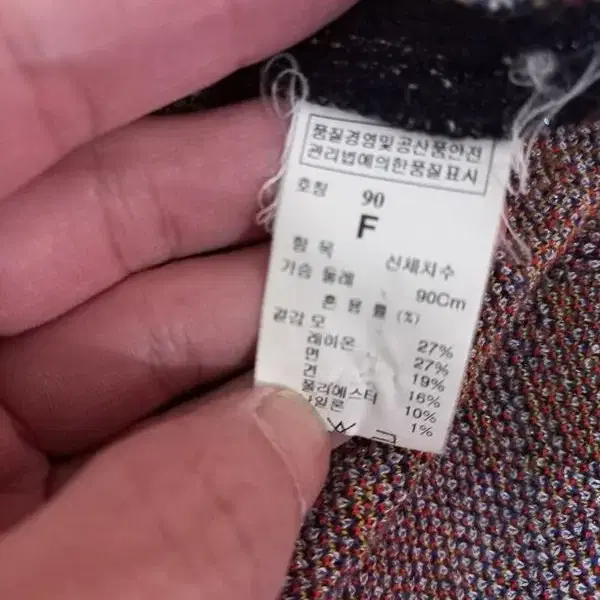 품질경영및공산품안전
관리법에의한품질표시
호칭 90
F
항 목 신체치수
가슴 둘레 90Cm
혼 용 률 (%)
겉감 모 27%
레이온 27%
면 19%
견 16%
폴리에스터 10%
나일론 1%